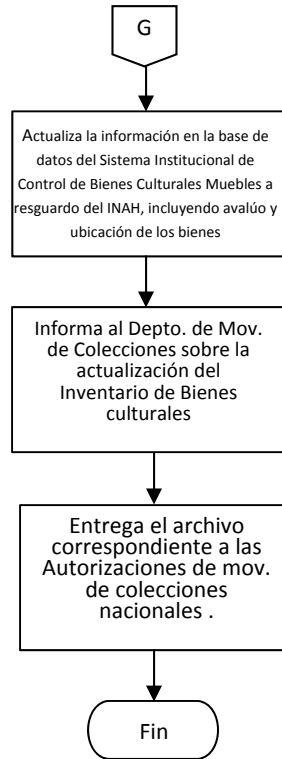 G
Actualiza la información en la base de
datos del Sistema Institucional de
Control de Bienes Culturales Muebles a
resguardo del INAH, incluyendo avalúo y
ubicación de los bienes
Informa al Depto. de Mov.
de Colecciones sobre la
actualización del
Inventario de Bienes
culturales
Entrega el archivo
correspondiente a las
Autorizaciones de mov.
de colecciones
nacionales .
Fin